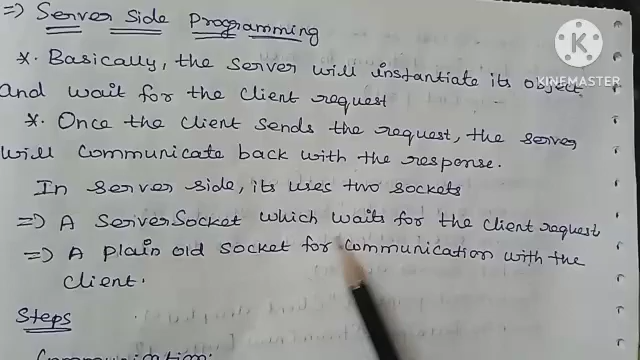 => Server Side Programming
* Basically, the server will instantiate its object
and wait for the client request
* Once the client sends the request, the server
will communicate back with the response.
In server side, its uses two sockets
=> A ServerSocket which waits for the client request
=> A plain old socket for communication with the
client.
Steps
Communication:
KINEMASTER